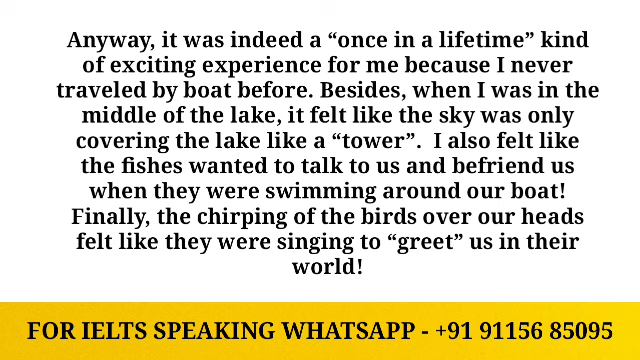 Anyway, it was indeed a “once in a lifetime” kind
of exciting experience for me because I never
traveled by boat before. Besides, when I was in the
middle of the lake, it felt like the sky was only
covering the lake like a “tower”.  I also felt like
the fishes wanted to talk to us and befriend us
when they were swimming around our boat!
Finally, the chirping of the birds over our heads
felt like they were singing to “greet” us in their
world!
FOR IELTS SPEAKING WHATSAPP - +91 91156 85095